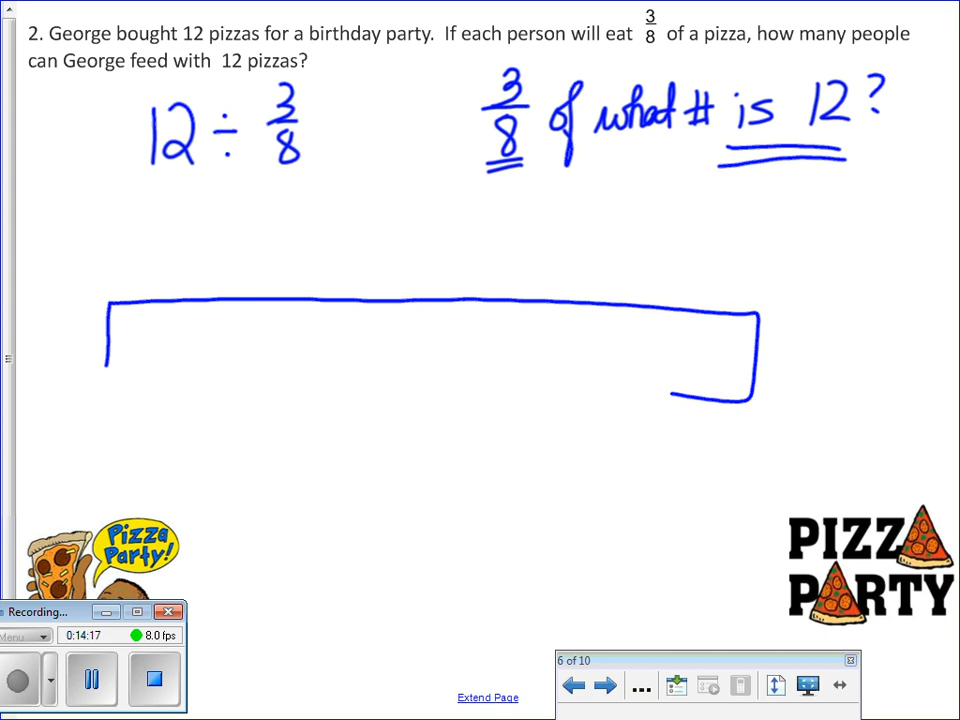 2. George bought 12 pizzas for a birthday party. If each person will eat 3/8 of a pizza, how many people
can George feed with 12 pizzas?
12 ÷ 3/8
3/8 of what # is 12?
Pizza
Party!
PIZZA
PARTY
Recording...
Menu
0:14:17
8.0 fps
6 of 10
...
Extend Page